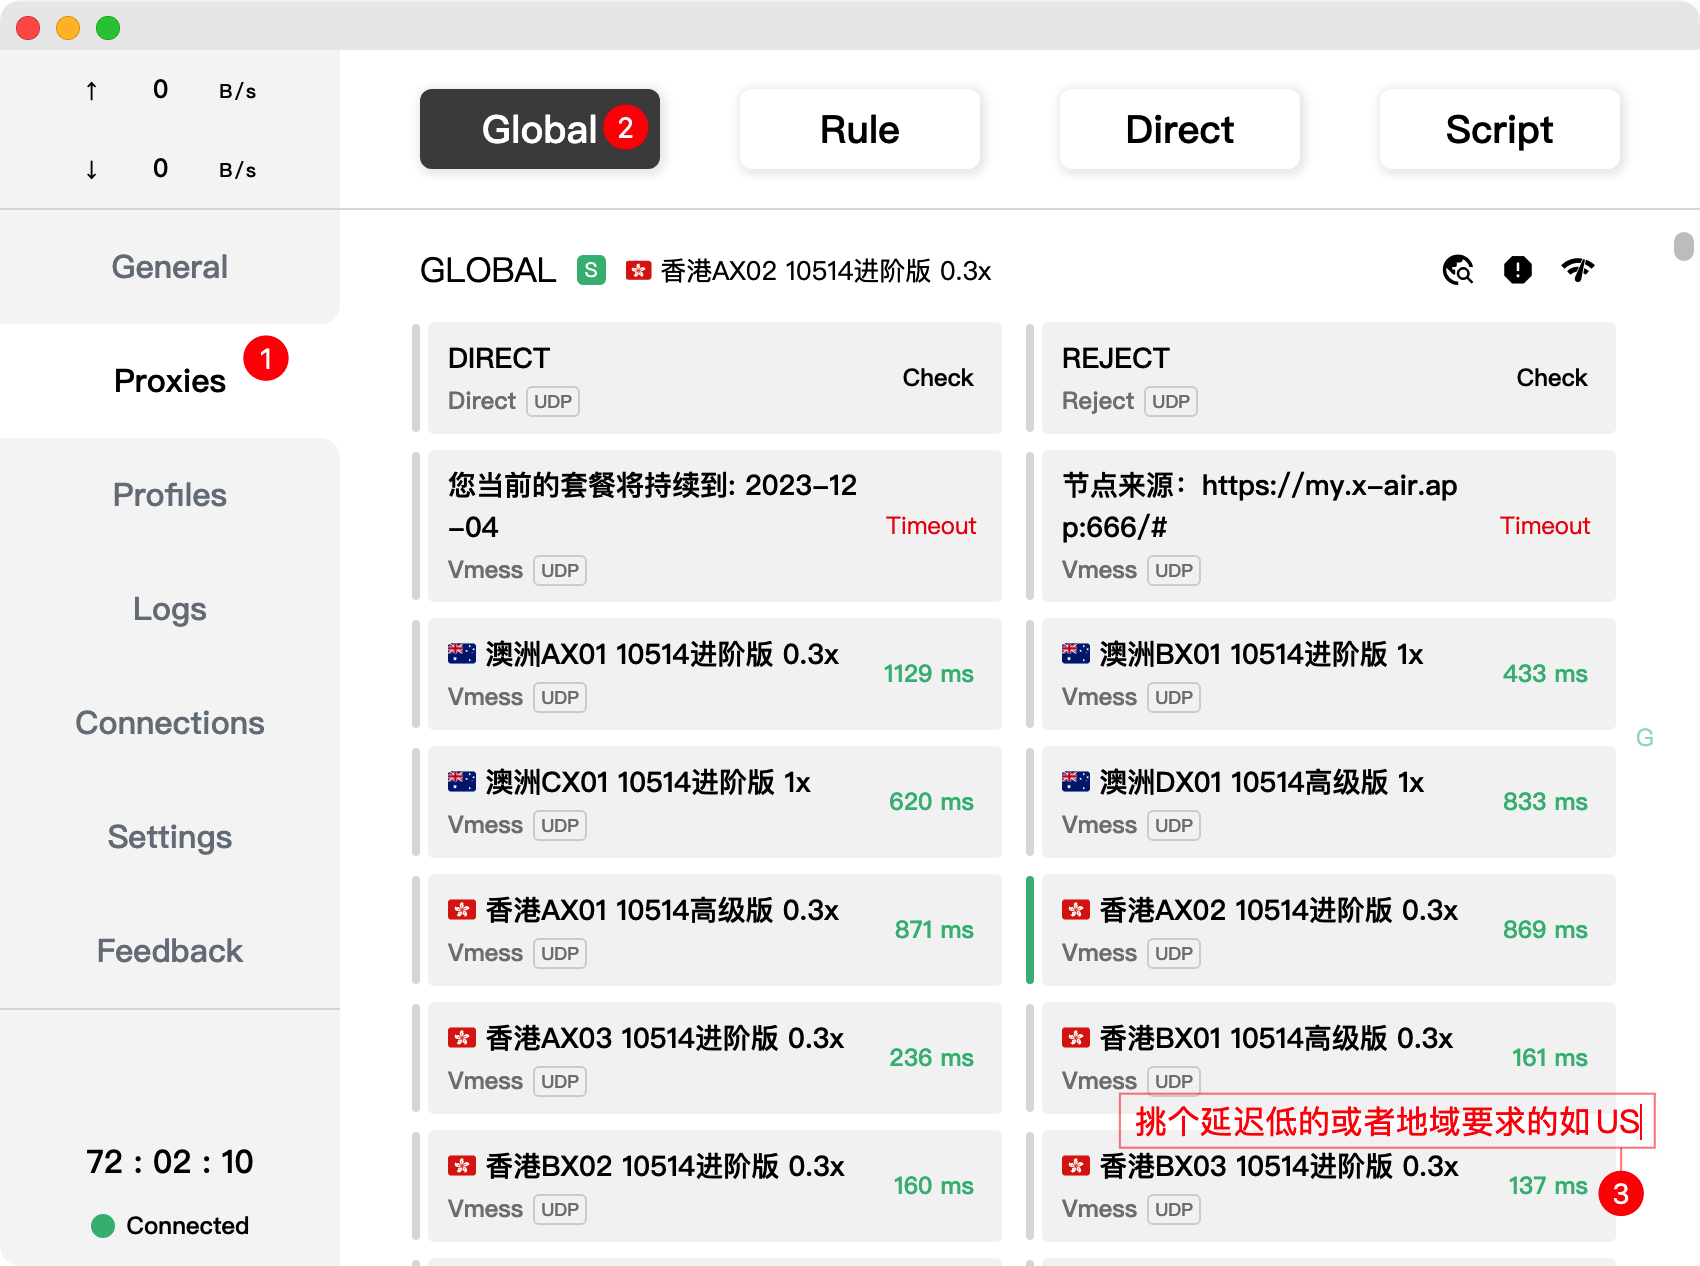 ↑ 0 B/s
↓ 0 B/s
General
Proxies 1
Profiles
Logs
Connections
Settings
Feedback
72 : 02 : 10
Connected
Global 2
Rule
Direct
Script
GLOBAL S 香港AX02 10514进阶版 0.3x
DIRECT
Direct UDP
Check
REJECT
Reject UDP
Check
您当前的套餐将持续到: 2023-12
-04
Vmess UDP
Timeout
节点来源：https://my.x-air.ap
p:666/#
Vmess UDP
Timeout
澳洲AX01 10514进阶版 0.3x
Vmess UDP
1129 ms
澳洲BX01 10514进阶版 1x
Vmess UDP
433 ms
G
澳洲CX01 10514进阶版 1x
Vmess UDP
620 ms
澳洲DX01 10514高级版 1x
Vmess UDP
833 ms
香港AX01 10514高级版 0.3x
Vmess UDP
871 ms
香港AX02 10514进阶版 0.3x
Vmess UDP
869 ms
香港AX03 10514进阶版 0.3x
Vmess UDP
236 ms
香港BX01 10514高级版 0.3x
Vmess UDP
161 ms
挑个延迟低的或者地域要求的如US
香港BX02 10514进阶版 0.3x
Vmess UDP
160 ms
香港BX03 10514进阶版 0.3x
Vmess UDP
137 ms
3